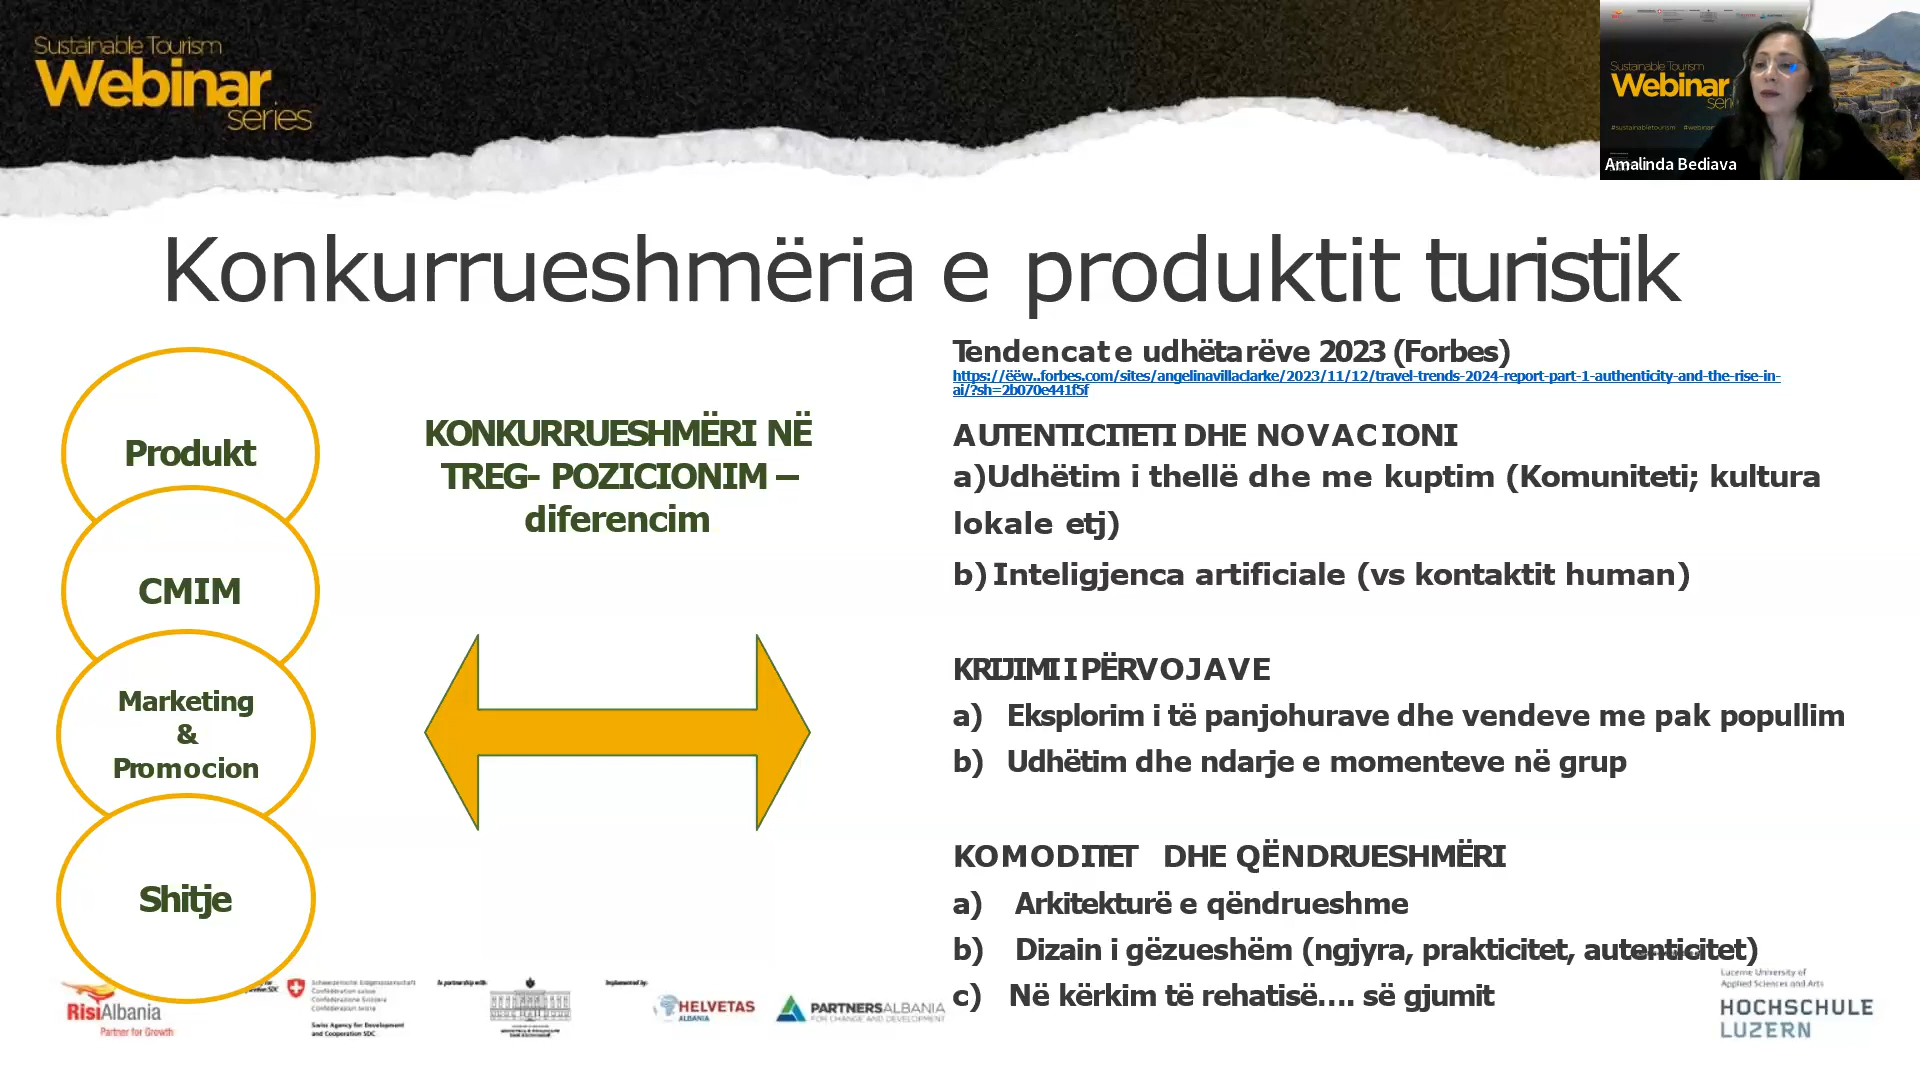 Sustainable Tourism
Webinar
series
Sustainable Tourism
Webinar
seri
#sustainabletourism #webinar
Amalinda Bediava
Konkurrueshmëria e produktit turistik
Produkt
CMIM
Marketing
&
Promocion
Shitje
KONKURRUESHMËRI NË
TREG- POZICIONIM –
diferencim
Tendencat e udhëtarëve 2023 (Forbes)
https://ëëw..forbes.com/sites/angelinavillaclarke/2023/11/12/travel-trends-2024-report-part-1-authenticity-and-the-rise-in-
ai/?sh=2b070e441f5f
AUTENTICITETI DHE NOVACIONI
a)Udhëtim i thellë dhe me kuptim (Komuniteti; kultura
lokale etj)
b) Inteligjenca artificiale (vs kontaktit human)
KRIJIMI I PËRVOJAVE
a) Eksplorim i të panjohurave dhe vendeve me pak popullim
b) Udhëtim dhe ndarje e momenteve në grup
KOMODITET DHE QËNDRUESHMËRI
a) Arkitekturë e qëndrueshme
b) Dizain i gëzueshëm (ngjyra, prakticitet, autenticitet)
c) Në kërkim të rehatisë.... së gjumit
RisiAlbania
Partner for Growth
Schweizerische Eidgenossenschaft
Confédération suisse
Confederazione Svizzera
Confederaziun svizra
Swiss Agency for Development
and Cooperation SDC
In partnership with:
Implemented by:
HELVETAS
ALBANIA
PARTNERSALBANIA
FOR CHANGE AND DEVELOPMENT
Lucerne University of
Applied Sciences and Arts
HOCHSCHULE
LUZERN